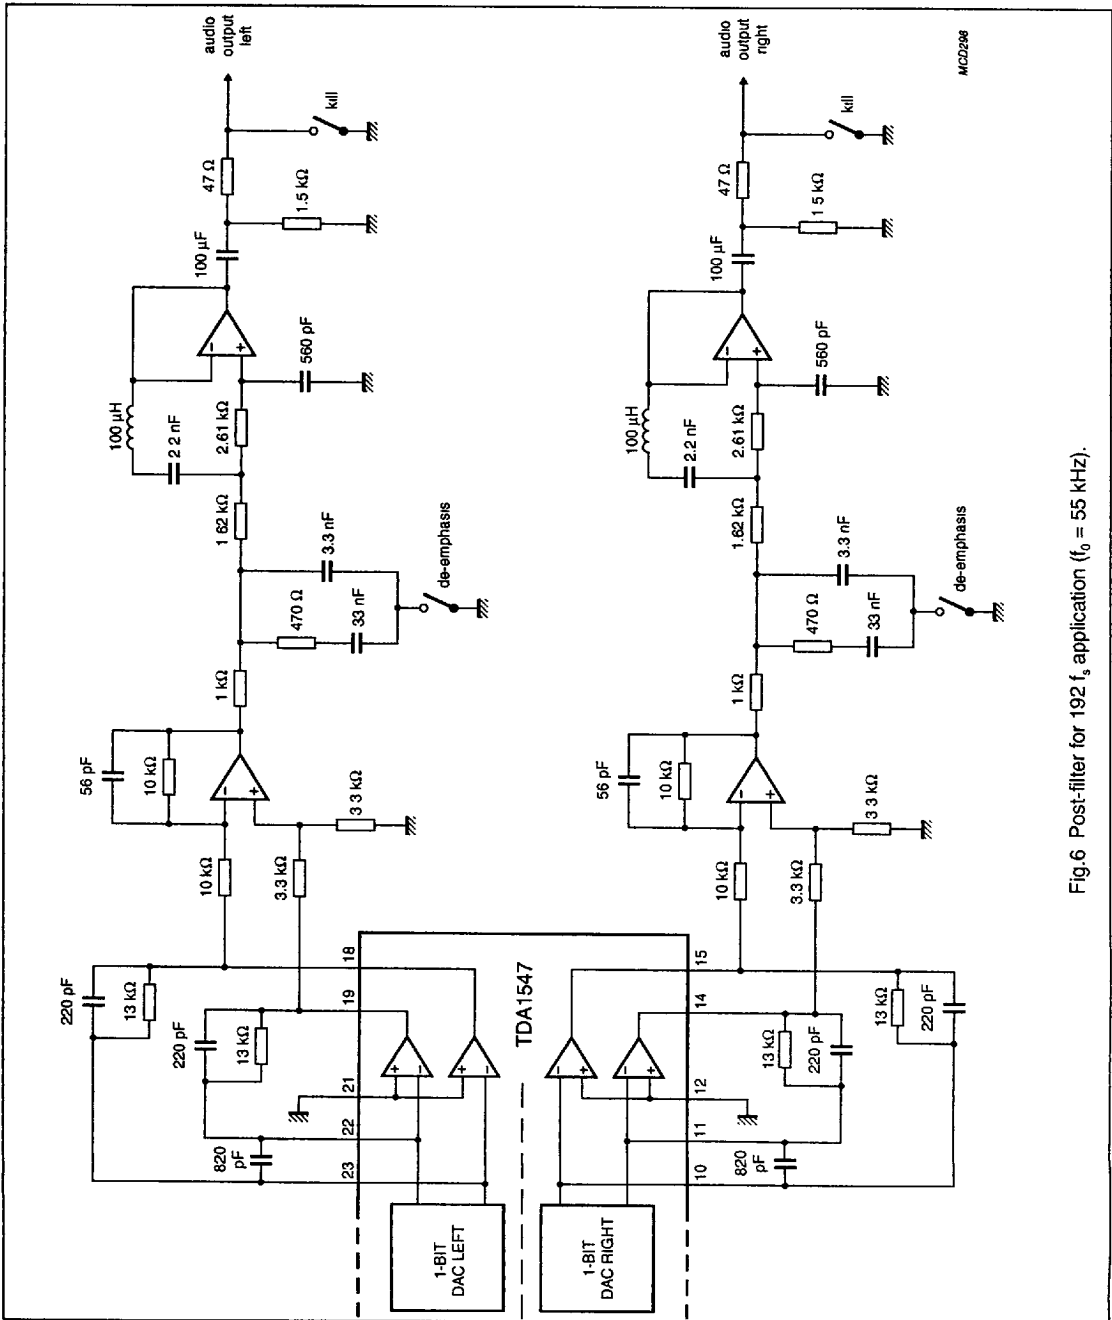 audio
output
left
kill
47 Ω
1.5 kΩ
100 µF
100 µH
2 2 nF
2.61 kΩ
560 pF
1 62 kΩ
3.3 nF
470 Ω
33 nF
de-emphasis
1 kΩ
56 pF
10 kΩ
3 3 kΩ
10 kΩ
3.3 kΩ
220 pF
13 kΩ
220 pF
13 kΩ
18
19
21
22
23
820
pF
1-BIT
DAC LEFT
TDA1547
1-BIT
DAC RIGHT
15
14
12
11
10
820
pF
13 kΩ
220 pF
13 kΩ
220 pF
10 kΩ
3.3 kΩ
56 pF
10 kΩ
3 3 kΩ
1 kΩ
470 Ω
33 nF
3.3 nF
de-emphasis
1.62 kΩ
2.61 kΩ
560 pF
100 µH
2.2 nF
100 µF
1 5 kΩ
47 Ω
kill
audio
output
right
MCD298
Fig.6 Post-filter for 192 fs application (f0 = 55 kHz).